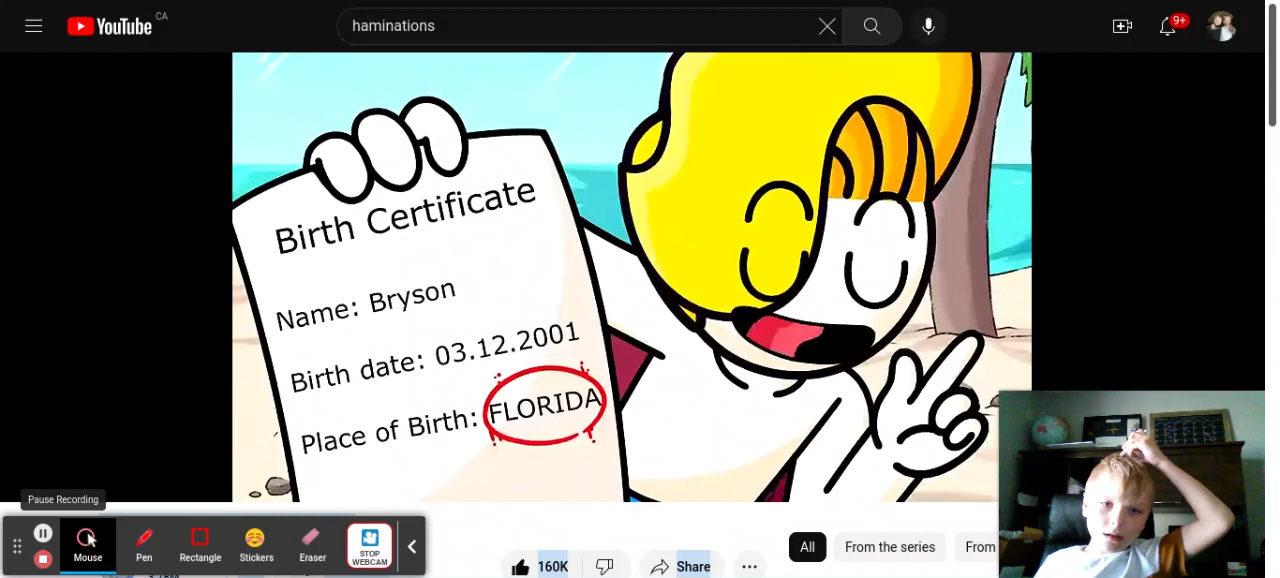 YouTube CA
haminations
9+
Birth Certificate
Name: Bryson
Birth date: 03.12.2001
Place of Birth: FLORIDA
Pause Recording
Mouse
Pen
Rectangle
Stickers
Eraser
STOP
WEBCAM
160K
Share
All
From the series
From